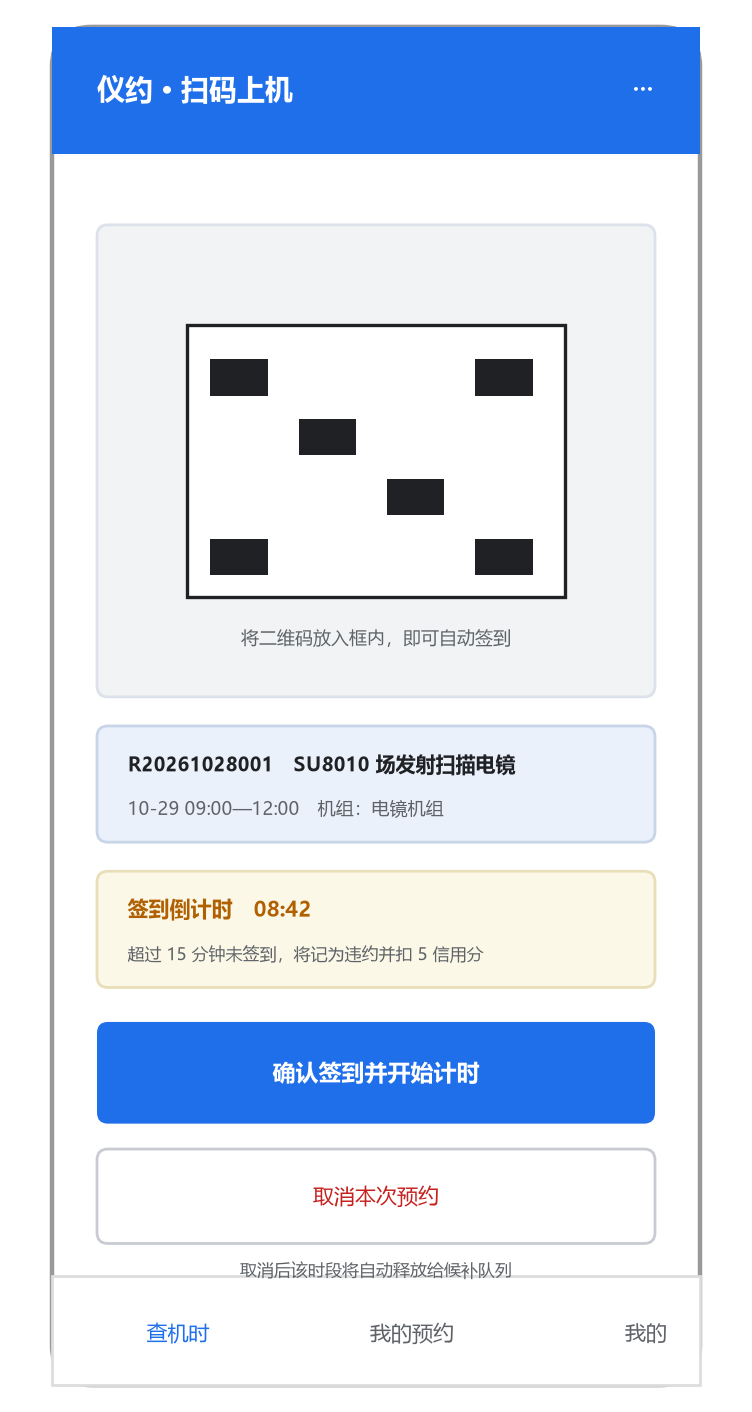 仪约·扫码上机 ···
将二维码放入框内，即可自动签到
R20261028001 SU8010 场发射扫描电镜
10-29 09:00—12:00 机组：电镜机组
签到倒计时 08:42
超过 15 分钟未签到，将记为违约并扣 5 信用分
确认签到并开始计时
取消本次预约
取消后该时段将自动释放给候补队列
查机时 我的预约 我的